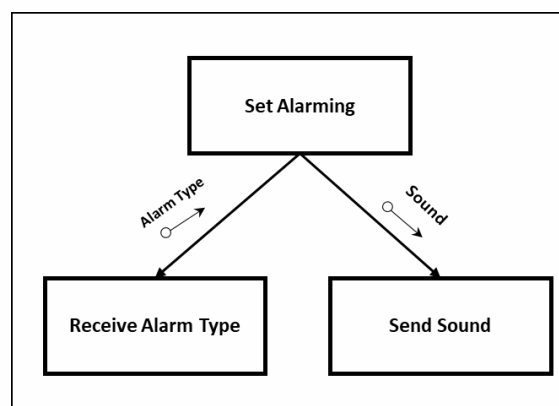 Set Alarming
Alarm Type
Sound
Receive Alarm Type
Send Sound